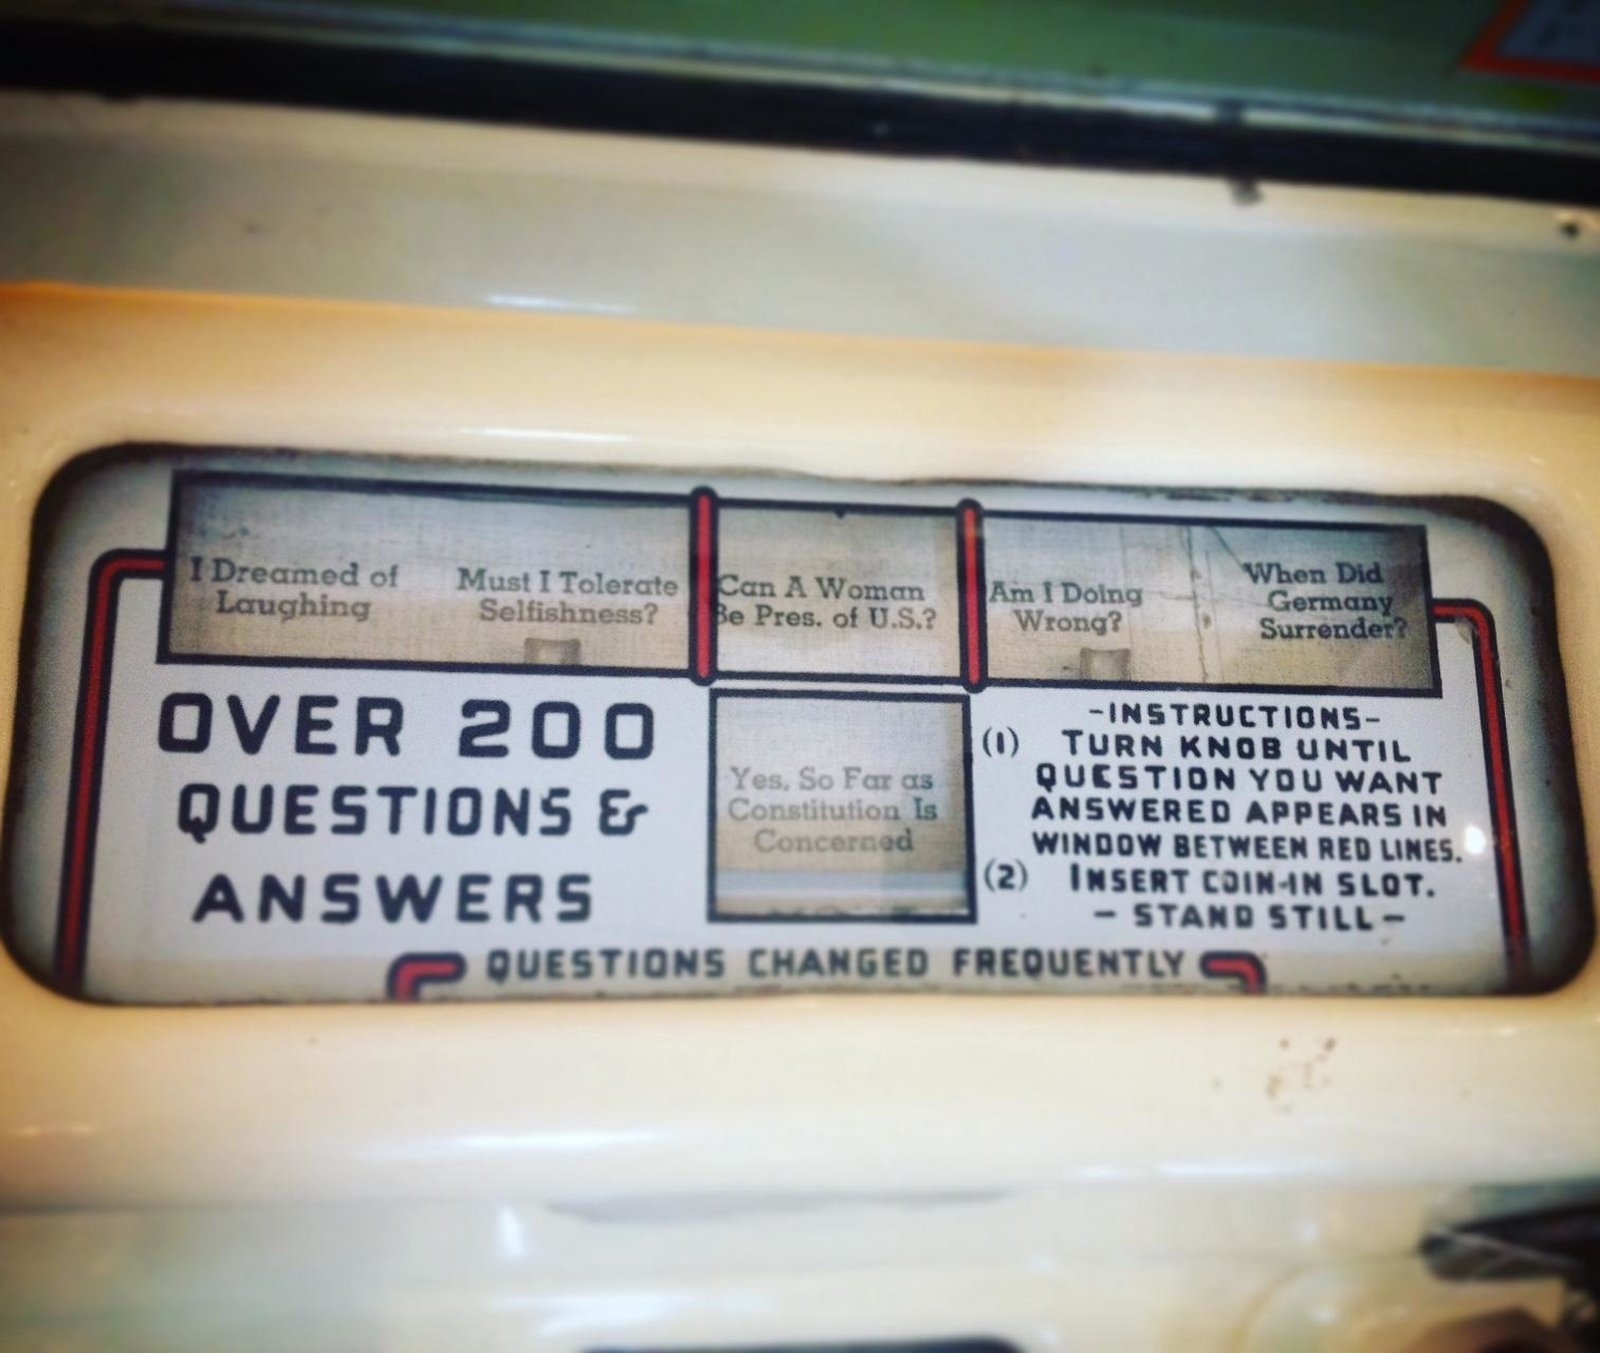 I Dreamed of
Laughing
Must I Tolerate
Selfishness?
Can A Woman
Be Pres. of U.S.?
Am I Doing
Wrong?
When Did
Germany
Surrender?
OVER 200
QUESTIONS &
ANSWERS
Yes, So Far as
Constitution Is
Concerned
-INSTRUCTIONS-
(1) TURN KNOB UNTIL
QUESTION YOU WANT
ANSWERED APPEARS IN
WINDOW BETWEEN RED LINES.
(2) INSERT COIN-IN SLOT.
- STAND STILL -
QUESTIONS CHANGED FREQUENTLY